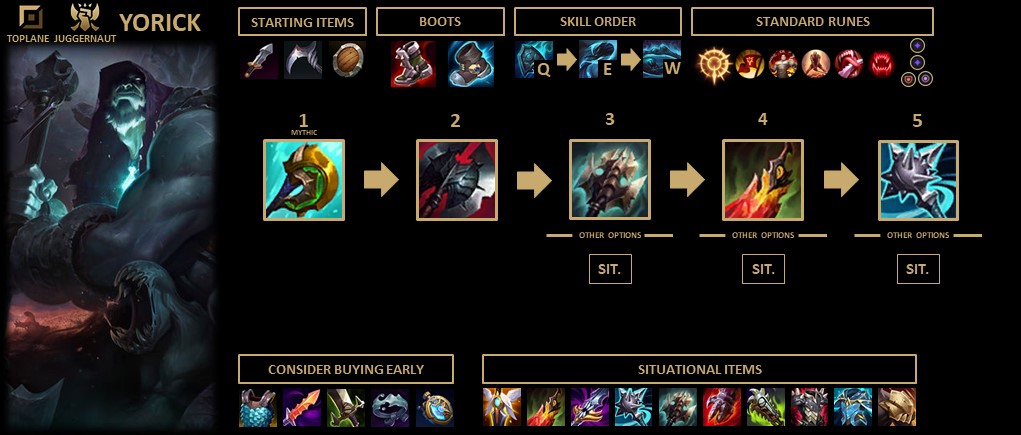 TOPLANE JUGGERNAUT
YORICK
STARTING ITEMS
BOOTS
SKILL ORDER
STANDARD RUNES
Q
E
W
1
MYTHIC
2
3
4
5
OTHER OPTIONS
OTHER OPTIONS
OTHER OPTIONS
SIT.
SIT.
SIT.
CONSIDER BUYING EARLY
SITUATIONAL ITEMS